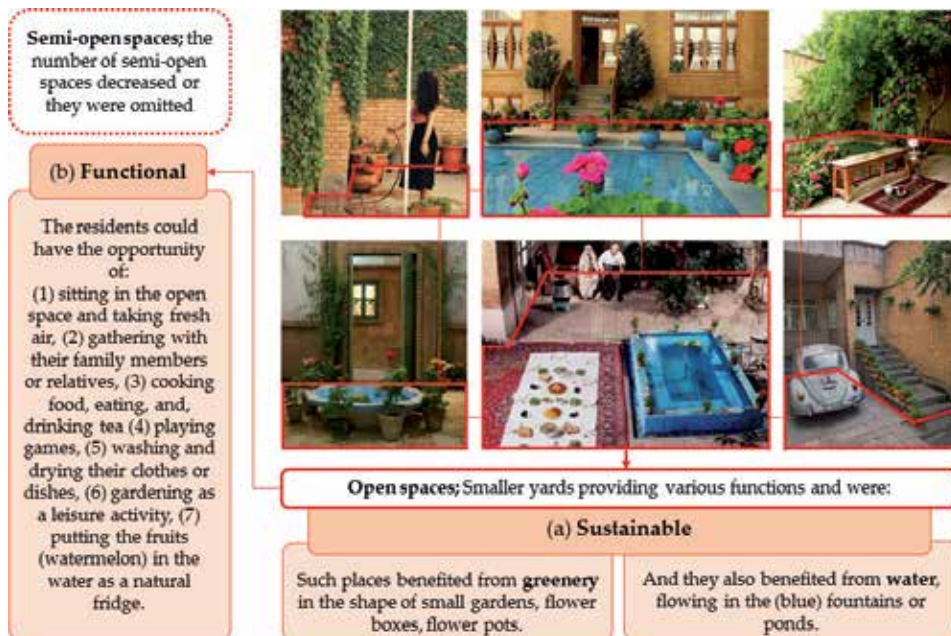 Semi-open spaces; the
number of semi-open
spaces decreased or
they were omitted
(b) Functional
The residents could
have the opportunity
of:
(1) sitting in the open
space and taking fresh
air, (2) gathering with
their family members
or relatives, (3) cooking
food, eating, and,
drinking tea (4) playing
games, (5) washing and
drying their clothes or
dishes, (6) gardening as
a leisure activity, (7)
putting the fruits
(watermelon) in the
water as a natural
fridge.
Open spaces; Smaller yards providing various functions and were:
(a) Sustainable
Such places benefited from greenery
in the shape of small gardens, flower
boxes, flower pots.
And they also benefited from water,
flowing in the (blue) fountains or
ponds.